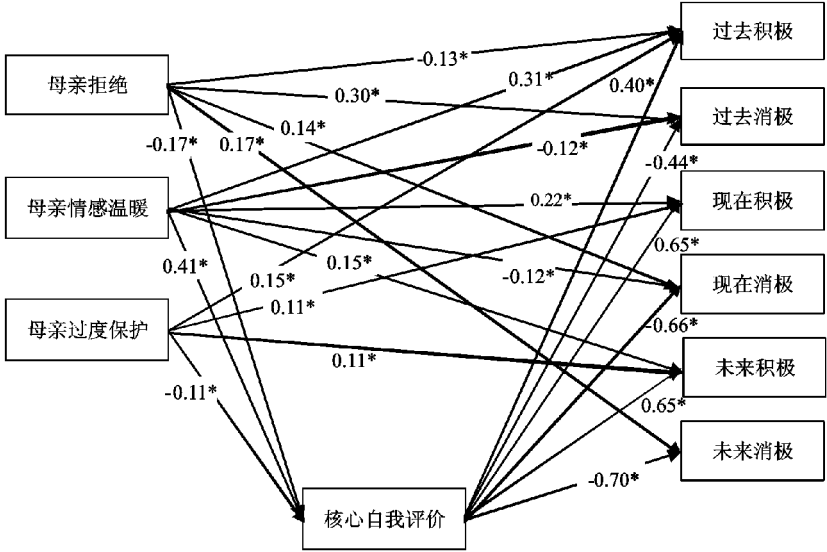 过去积极
-0.13*
母亲拒绝
0.31*
0.40*
0.30*
过去消极
0.14*
-0.17*
0.17*
-0.12*
-0.44*
母亲情感温暖
0.22*
现在积极
0.65*
0.41*
0.15*
0.15*
-0.12*
现在消极
0.11*
母亲过度保护
-0.66*
0.11*
未来积极
-0.11*
0.65*
未来消极
-0.70*
核心自我评价